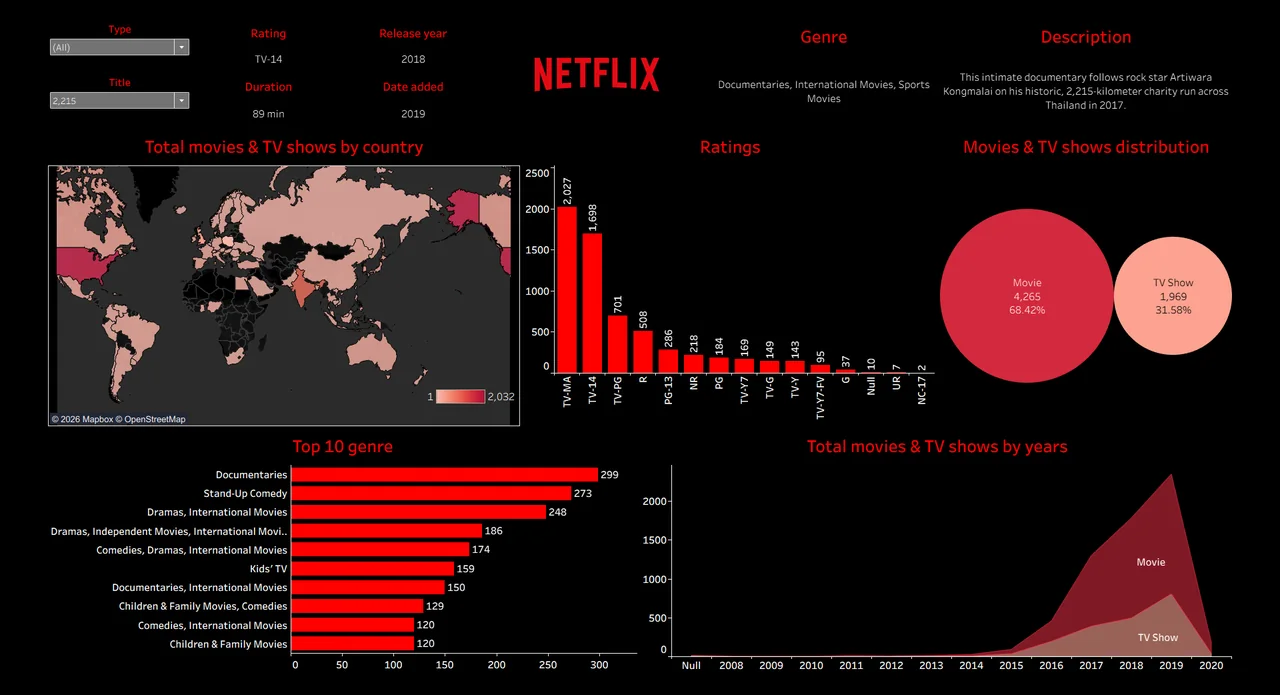 Type
(All)
Title
2,215
Rating
TV-14
Duration
89 min
Release year
2018
Date added
2019
NETFLIX
Genre
Documentaries, International Movies, Sports
Movies
Description
This intimate documentary follows rock star Artiwara
Kongmalai on his historic, 2,215-kilometer charity run across
Thailand in 2017.
Total movies & TV shows by country
1
2,032
© 2026 Mapbox © OpenStreetMap
Ratings
2500
2000
1500
1000
500
0
2,027
1,698
701
508
286
218
184
169
149
143
95
37
10
7
2
TV-MA
TV-14
TV-PG
R
PG-13
NR
PG
TV-Y7
TV-G
TV-Y
TV-Y7-FV
G
Null
UR
NC-17
Movies & TV shows distribution
Movie
4,265
68.42%
TV Show
1,969
31.58%
Top 10 genre
Documentaries 299
Stand-Up Comedy 273
Dramas, International Movies 248
Dramas, Independent Movies, International Movi.. 186
Comedies, Dramas, International Movies 174
Kids' TV 159
Documentaries, International Movies 150
Children & Family Movies, Comedies 129
Comedies, International Movies 120
Children & Family Movies 120
0 50 100 150 200 250 300
Total movies & TV shows by years
2000
1500
1000
500
0
Movie
TV Show
Null 2008 2009 2010 2011 2012 2013 2014 2015 2016 2017 2018 2019 2020